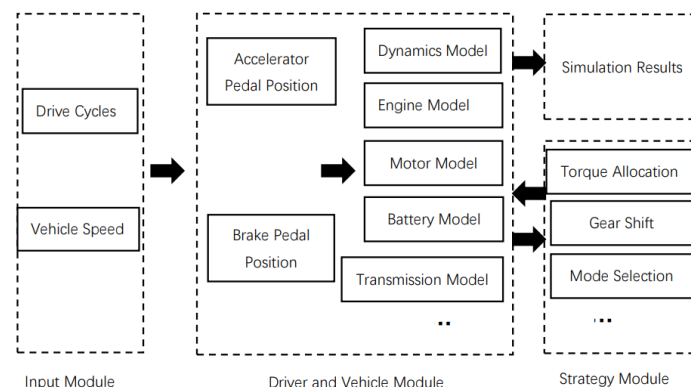 Drive Cycles
Vehicle Speed
Input Module
Accelerator
Pedal Position
Brake Pedal
Position
Dynamics Model
Engine Model
Motor Model
Battery Model
Transmission Model
..
Driver and Vehicle Module
Simulation Results
Torque Allocation
Gear Shift
Mode Selection
...
Strategy Module